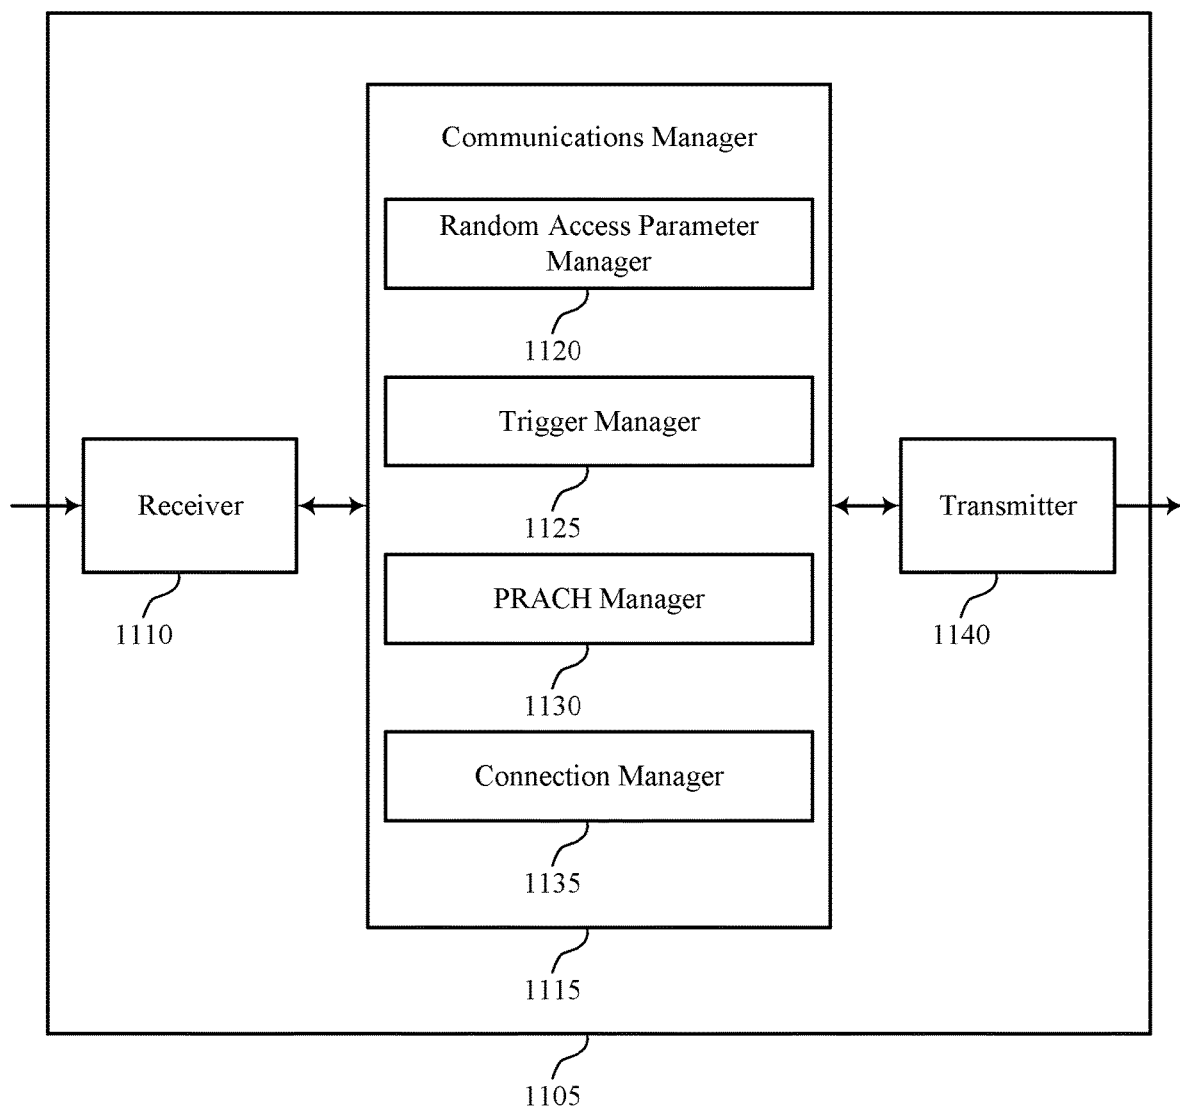 Communications Manager
Random Access Parameter
Manager
1120
Trigger Manager
1125
Receiver
1110
Transmitter
1140
PRACH Manager
1130
Connection Manager
1135
1115
1105